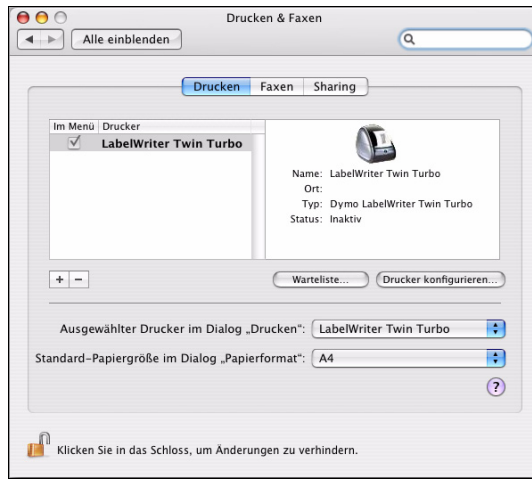 Drucken & Faxen
Alle einblenden
Drucken Faxen Sharing
Im Menü Drucker
LabelWriter Twin Turbo
Name: LabelWriter Twin Turbo
Ort:
Typ: Dymo LabelWriter Twin Turbo
Status: Inaktiv
+ −
Warteliste... Drucker konfigurieren...
Ausgewählter Drucker im Dialog „Drucken“: LabelWriter Twin Turbo
Standard-Papiergröße im Dialog „Papierformat“: A4
?
Klicken Sie in das Schloss, um Änderungen zu verhindern.